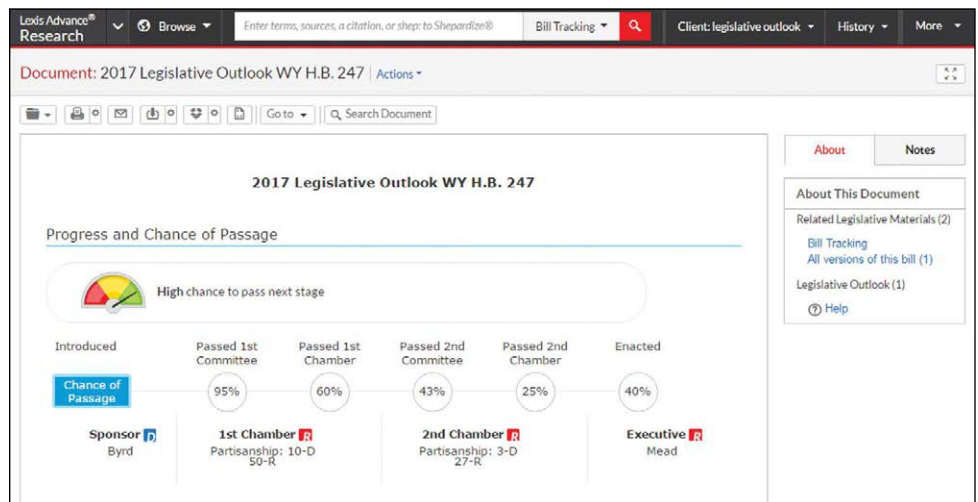 Lexis Advance® Research
Browse
Enter terms, sources, a citation, or shep: to Shepardize®
Bill Tracking
Client: legislative outlook
History
More
Document: 2017 Legislative Outlook WY H.B. 247 | Actions
Go to
Search Document
About
Notes
2017 Legislative Outlook WY H.B. 247
About This Document
Related Legislative Materials (2)
Bill Tracking
All versions of this bill (1)
Legislative Outlook (1)
? Help
Progress and Chance of Passage
High chance to pass next stage
Introduced
Passed 1st Committee
Passed 1st Chamber
Passed 2nd Committee
Passed 2nd Chamber
Enacted
Chance of Passage
95%
60%
43%
25%
40%
Sponsor D
Byrd
1st Chamber R
Partisanship: 10-D
50-R
2nd Chamber R
Partisanship: 3-D
27-R
Executive R
Mead